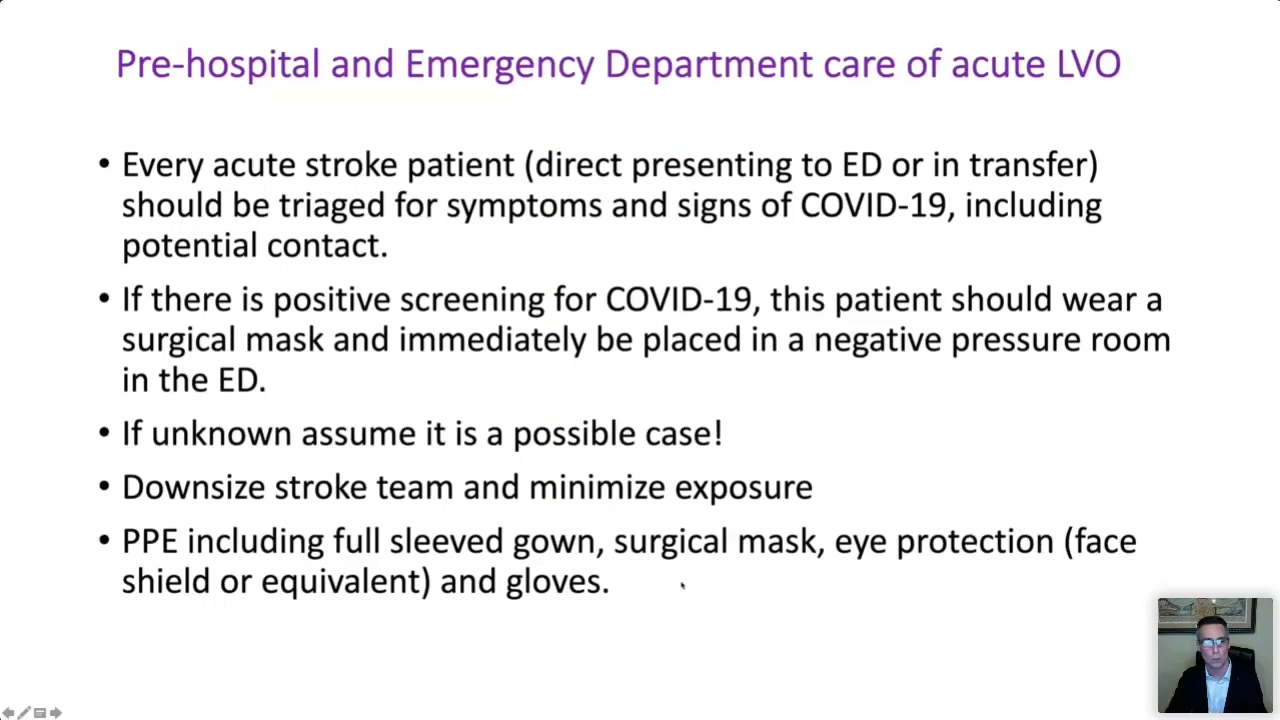 Pre-hospital and Emergency Department care of acute LVO
• Every acute stroke patient (direct presenting to ED or in transfer)
should be triaged for symptoms and signs of COVID-19, including
potential contact.
• If there is positive screening for COVID-19, this patient should wear a
surgical mask and immediately be placed in a negative pressure room
in the ED.
• If unknown assume it is a possible case!
• Downsize stroke team and minimize exposure
• PPE including full sleeved gown, surgical mask, eye protection (face
shield or equivalent) and gloves.